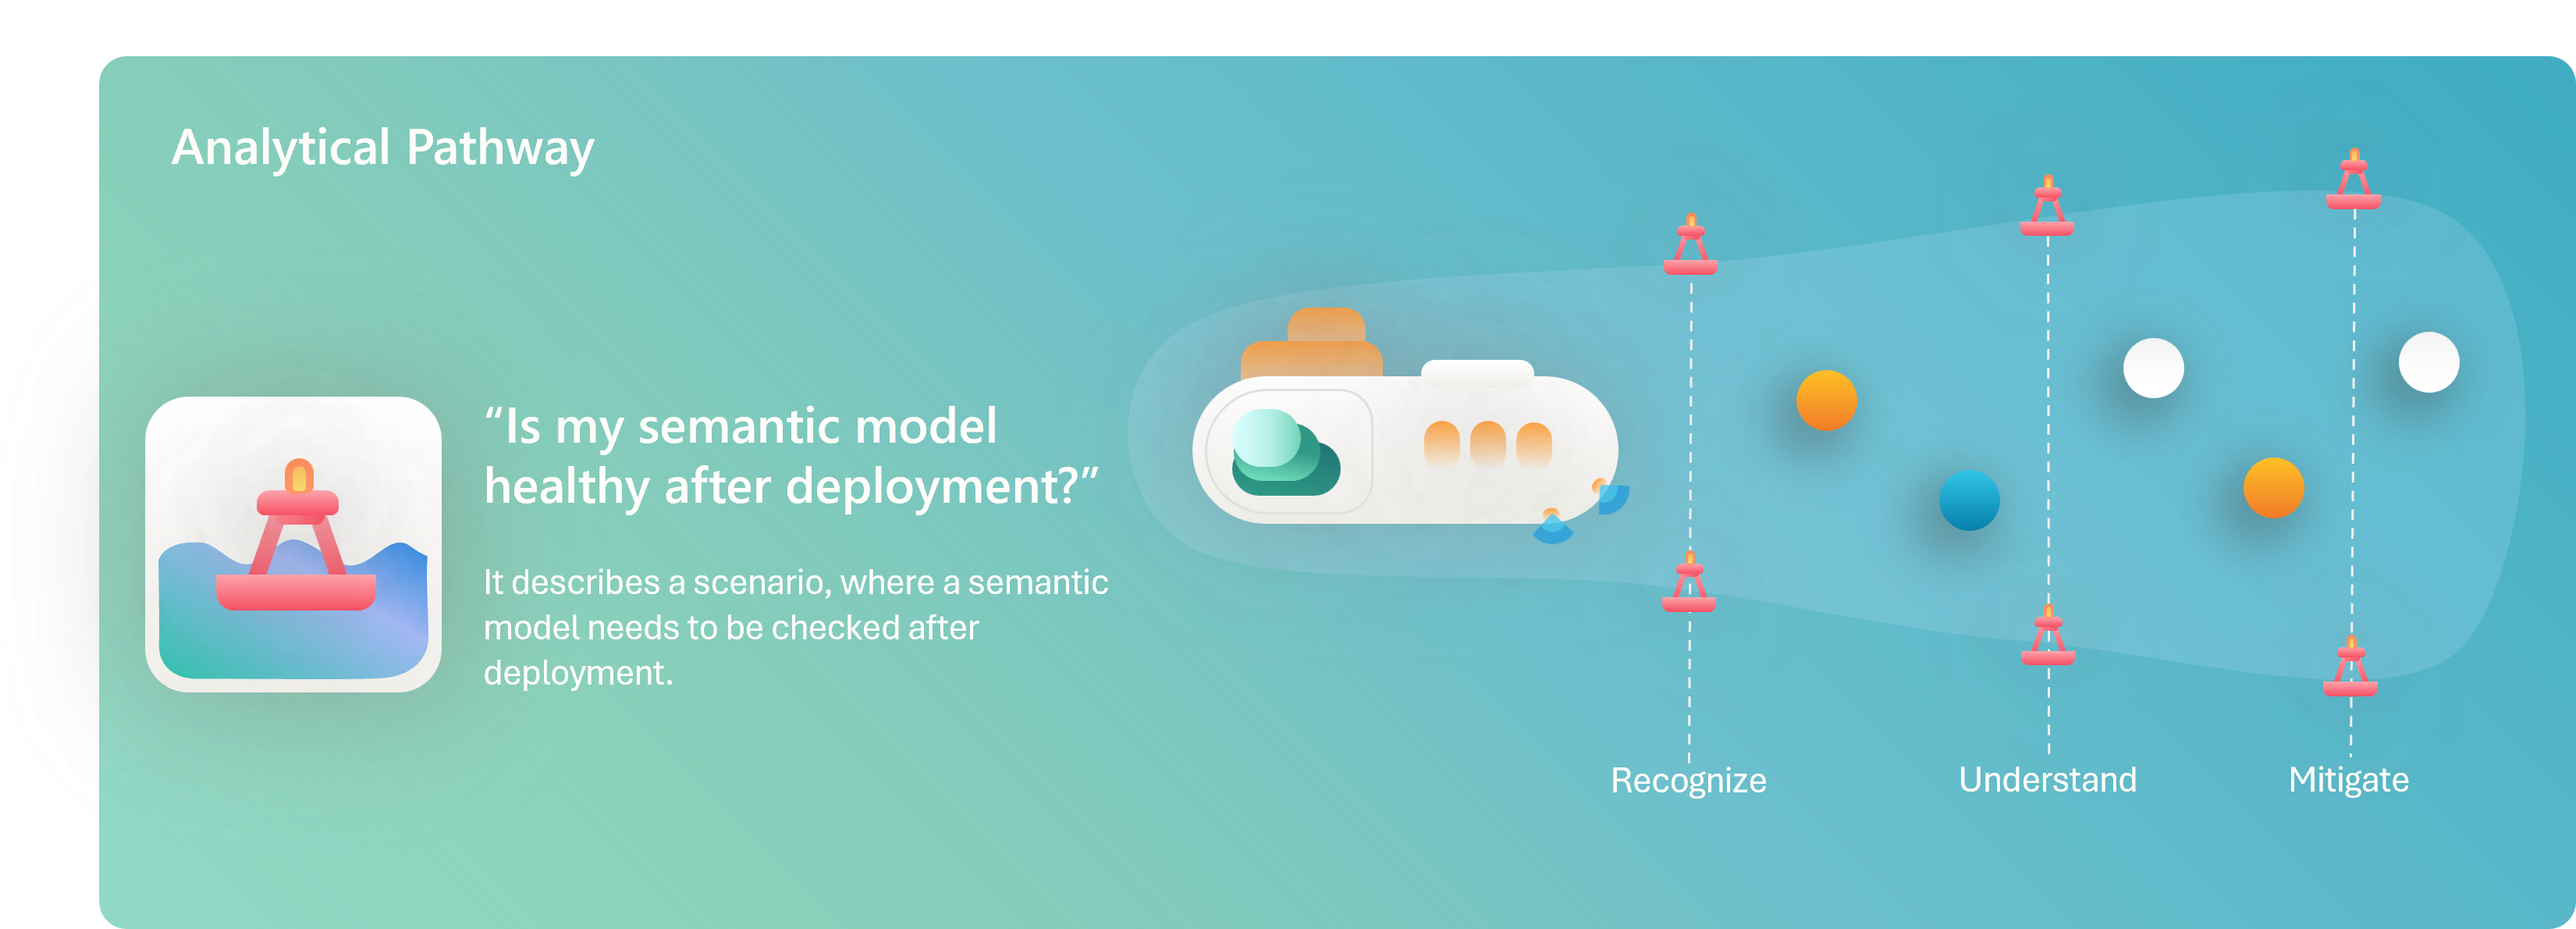 Analytical Pathway
“Is my semantic model
healthy after deployment?”
It describes a scenario, where a semantic
model needs to be checked after
deployment.
Recognize
Understand
Mitigate